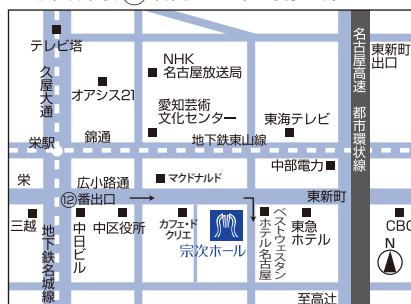 テレビ塔
久屋大通
NHK
名古屋放送局
オアシス21
愛知芸術
文化センター
名古屋高速 都市環状線
東新町
出口
東海テレビ
栄駅
錦通
地下鉄東山線
中部電力
栄
広小路通
マクドナルド
東新町
⑫番出口
三越
地下鉄名城線
中日ビル
中区役所
カフェ・ド
クリエ
宗次ホール
ベストウェスタン
ホテル名古屋
東急
ホテル
CBC
N
至高辻